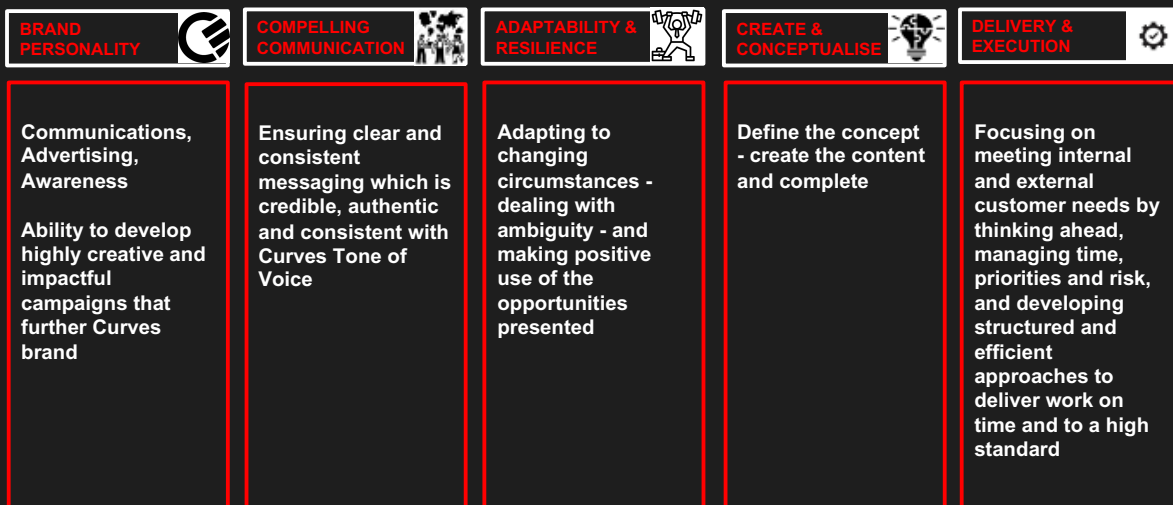 BRAND
PERSONALITY
Communications,
Advertising,
Awareness
Ability to develop
highly creative and
impactful
campaigns that
further Curves
brand
COMPELLING
COMMUNICATION
Ensuring clear and
consistent
messaging which is
credible, authentic
and consistent with
Curves Tone of
Voice
ADAPTABILITY &
RESILIENCE
Adapting to
changing
circumstances -
dealing with
ambiguity - and
making positive
use of the
opportunities
presented
CREATE &
CONCEPTUALISE
Define the concept
- create the content
and complete
DELIVERY &
EXECUTION
Focusing on
meeting internal
and external
customer needs by
thinking ahead,
managing time,
priorities and risk,
and developing
structured and
efficient
approaches to
deliver work on
time and to a high
standard